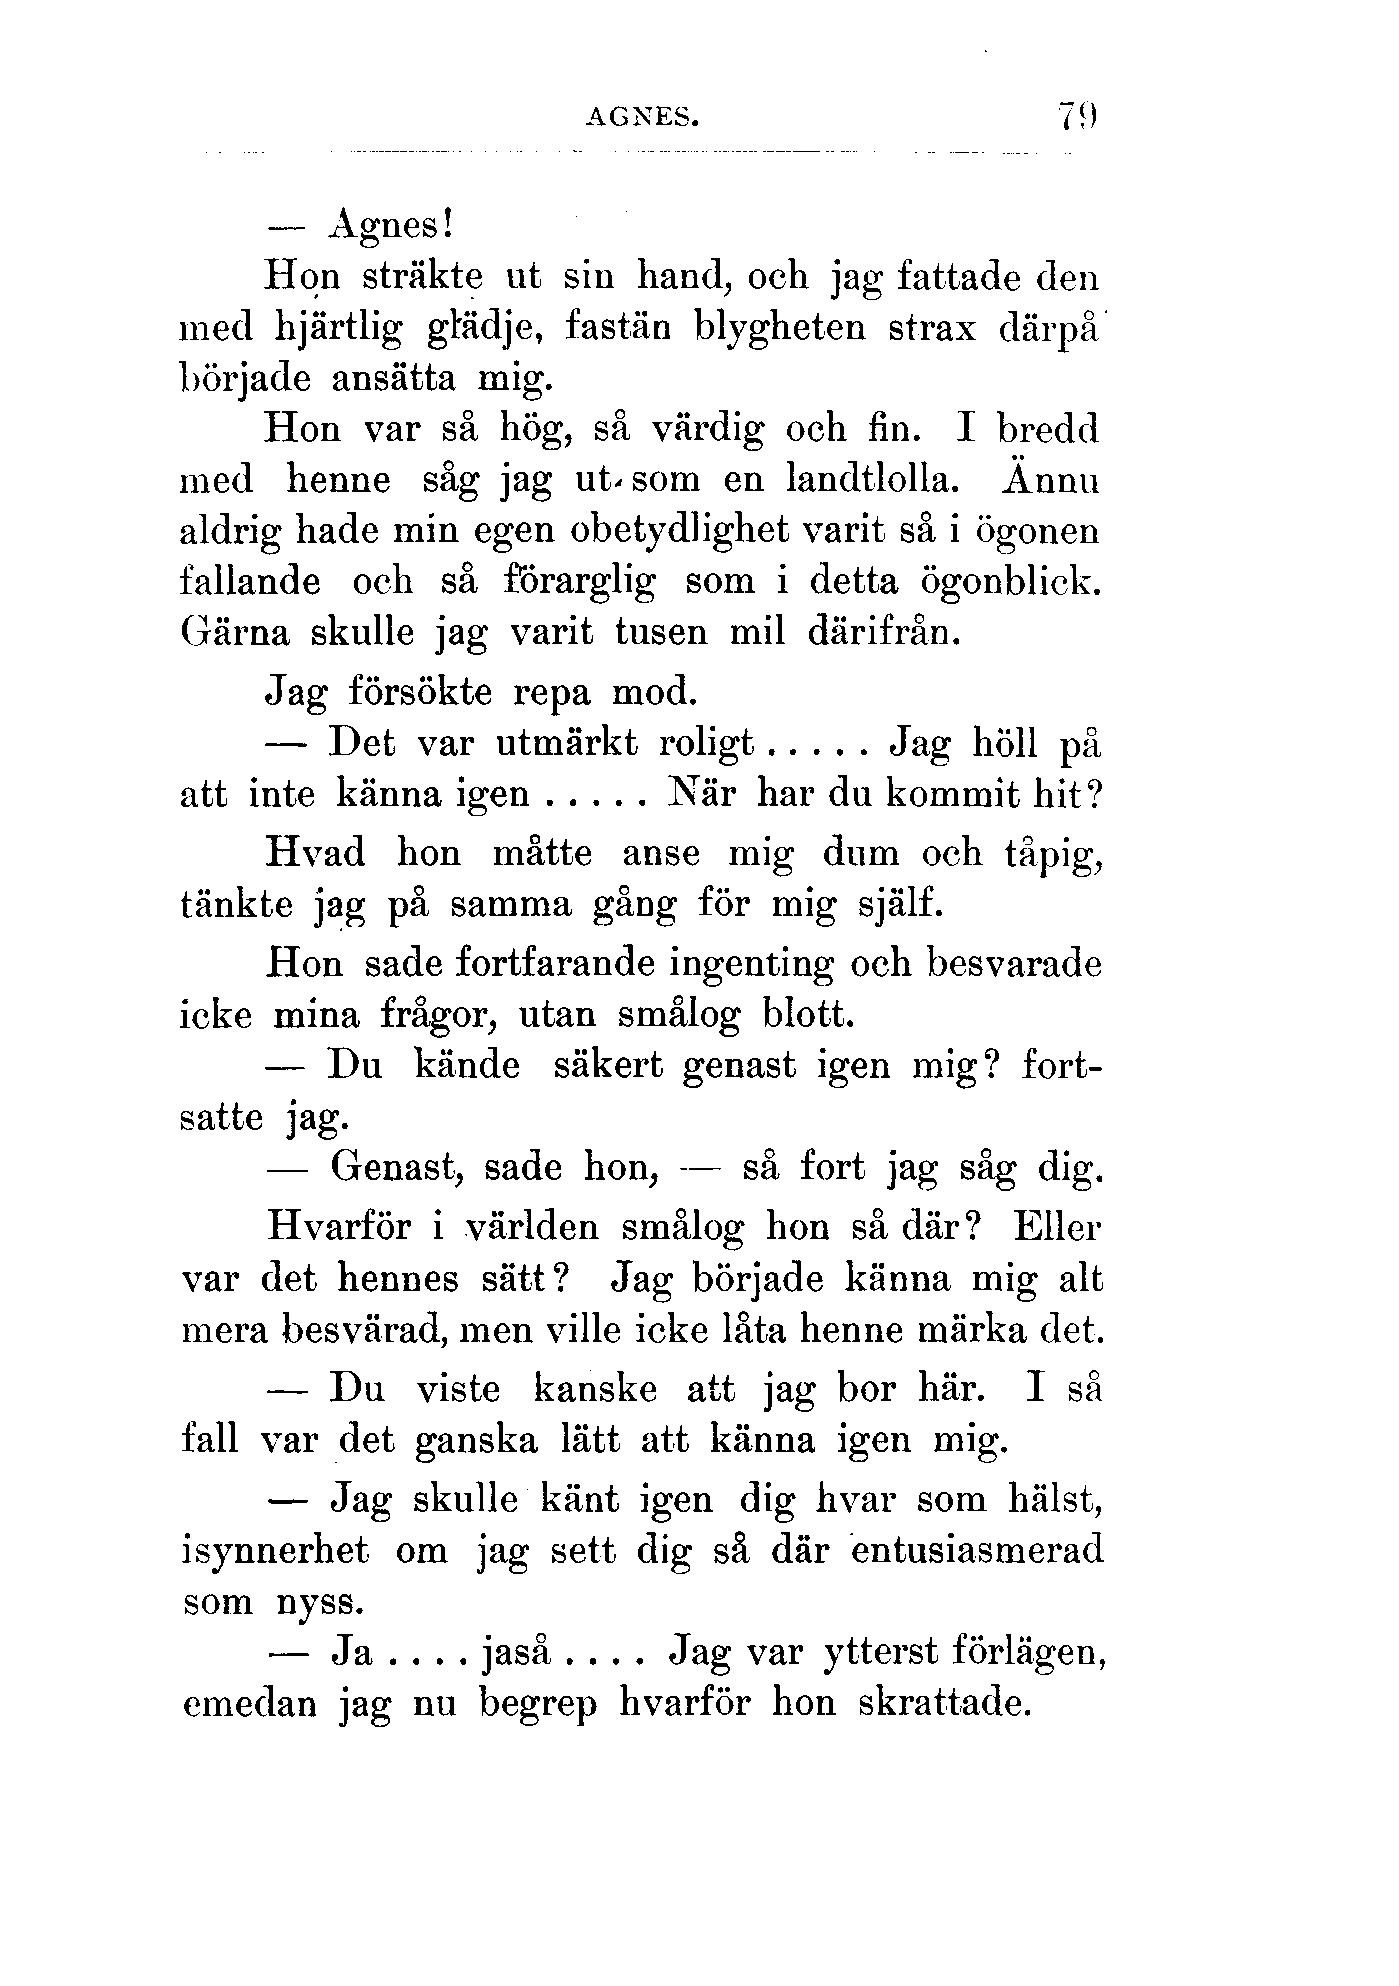 AGNES. 79
— Agnes!
Hon sträkte ut sin hand, och jag fattade den
med hjärtlig glädje, fastän blygheten strax därpå
började ansätta mig.
Hon var så hög, så värdig och fin. I bredd
med henne såg jag ut som en landtlolla. Ännu
aldrig hade min egen obetydlighet varit så i ögonen
fallande och så förarglig som i detta ögonblick.
Gärna skulle jag varit tusen mil därifrån.
Jag försökte repa mod.
— Det var utmärkt roligt . . . . . Jag höll på
att inte känna igen . . . . . När har du kommit hit?
Hvad hon måtte anse mig dum och tåpig,
tänkte jag på samma gång för mig själf.
Hon sade fortfarande ingenting och besvarade
icke mina frågor, utan smålog blott.
— Du kände säkert genast igen mig? fort-
satte jag.
— Genast, sade hon, — så fort jag såg dig.
Hvarför i världen smålog hon så där? Eller
var det hennes sätt? Jag började känna mig alt
mera besvärad, men ville icke låta henne märka det.
— Du viste kanske att jag bor här. I så
fall var det ganska lätt att känna igen mig.
— Jag skulle känt igen dig hvar som hälst,
isynnerhet om jag sett dig så där entusiasmerad
som nyss.
— Ja . . . . jaså . . . . Jag var ytterst förlägen,
emedan jag nu begrep hvarför hon skrattade.